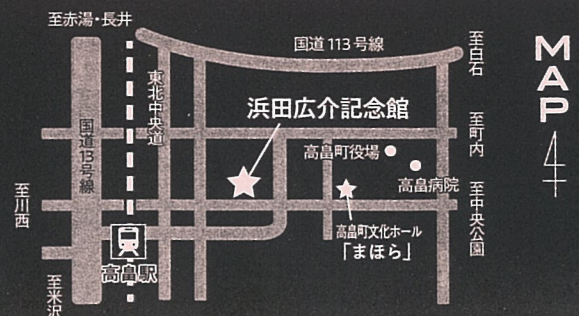 至赤湯・長井
国道113号線
至白石
MAP
東北中央道
浜田広介記念館
至町内
国道13号線
高畠町役場
高畠病院
至川西
至中央公園
高畠町文化ホール
「まほら」
高畠駅
至米沢